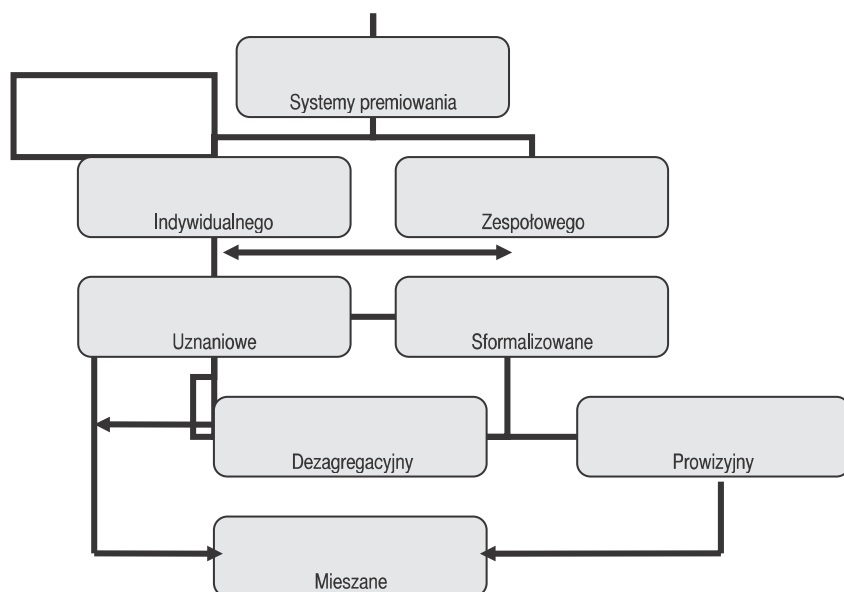 Systemy premiowania
Indywidualnego
Zespołowego
Uznaniowe
Sformalizowane
Dezagregacyjny
Prowizyjny
Mieszane